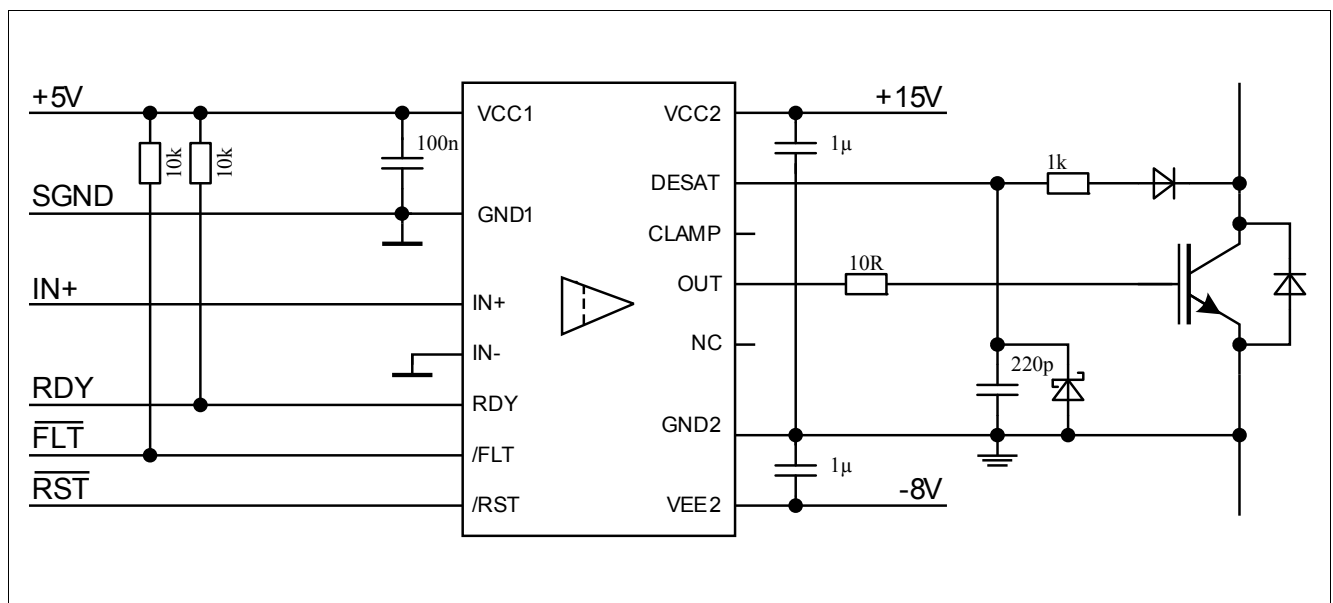 +5V
10k
10k
100n
SGND
IN+
RDY
FLT
RST
VCC1
GND1
IN+
IN-
RDY
/FLT
/RST
VCC2
DESAT
CLAMP
OUT
NC
GND2
VEE2
+15V
1µ
1k
10R
220p
1µ
-8V